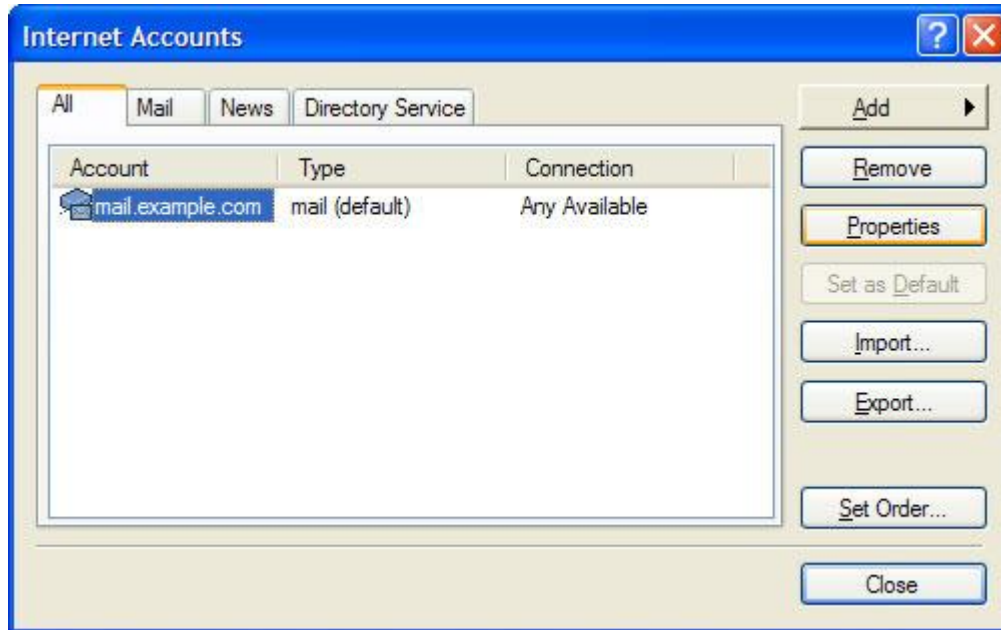 Internet Accounts
All Mail News Directory Service
Account Type Connection
mail.example.com mail (default) Any Available
Add
Remove
Properties
Set as Default
Import...
Export...
Set Order...
Close